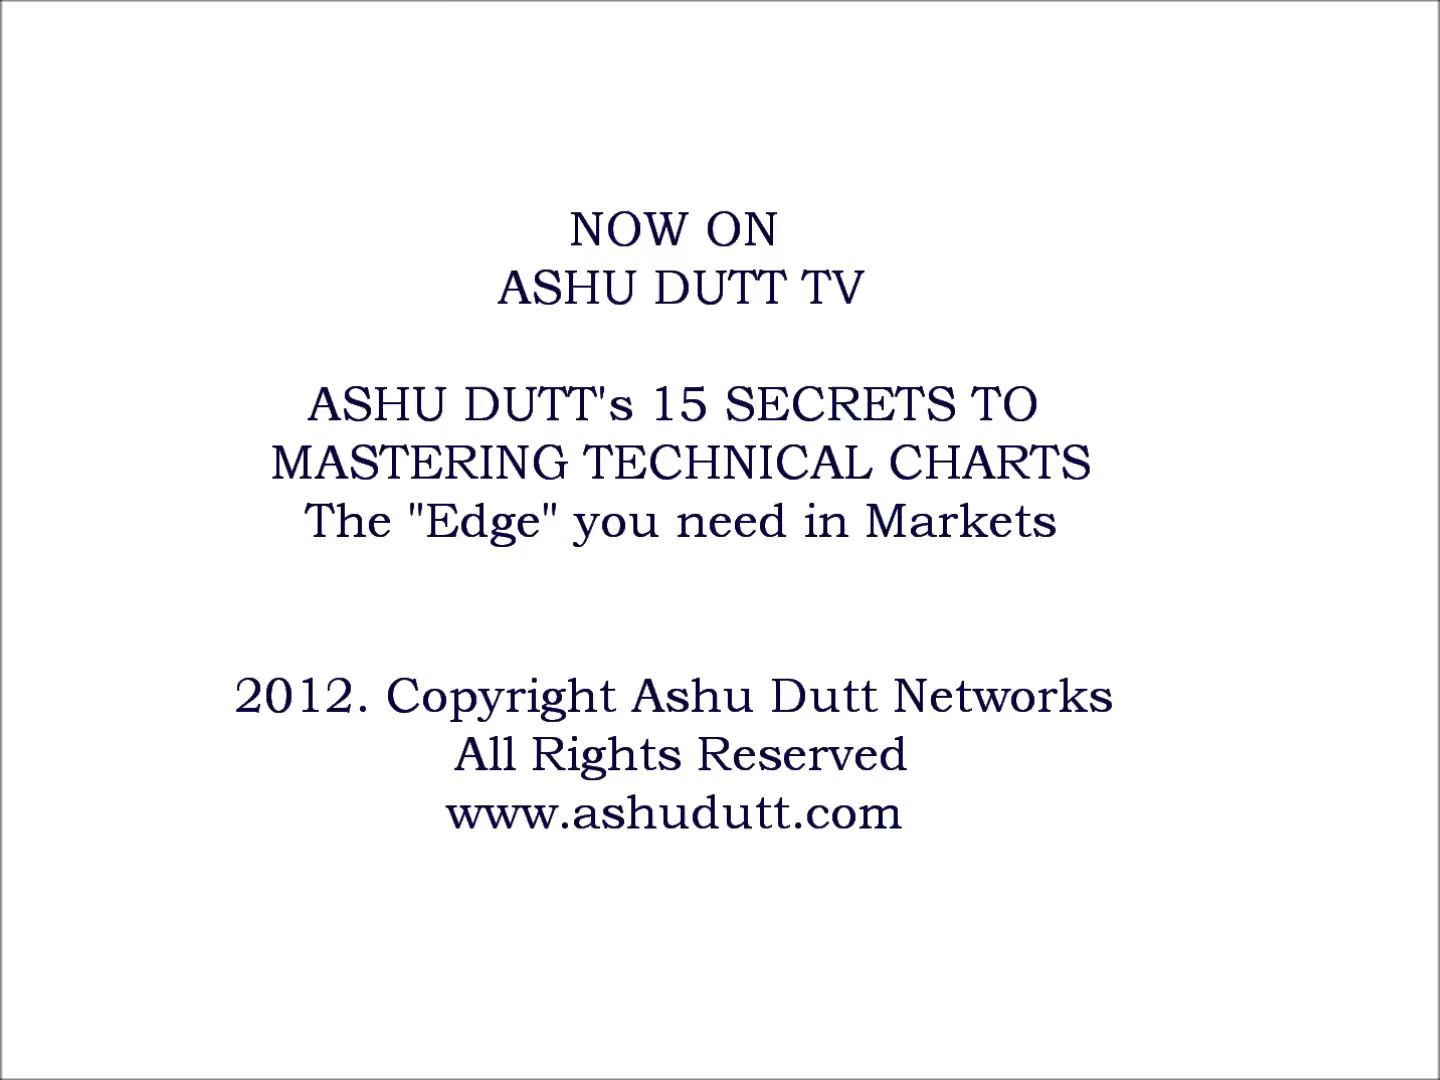 NOW ON
ASHU DUTT TV
ASHU DUTT's 15 SECRETS TO
MASTERING TECHNICAL CHARTS
The "Edge" you need in Markets
2012. Copyright Ashu Dutt Networks
All Rights Reserved
www.ashudutt.com